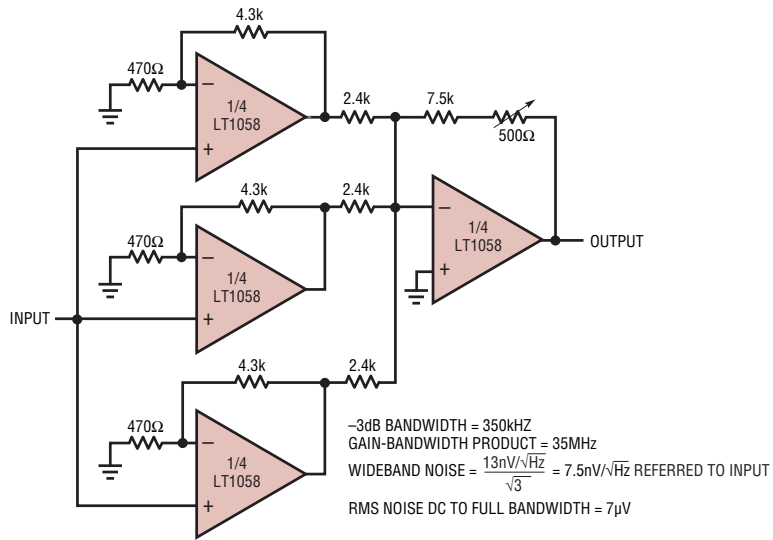 4.3k
470Ω
–
1/4
LT1058
+
2.4k
7.5k
500Ω
4.3k
2.4k
470Ω
–
1/4
LT1058
+
–
1/4
LT1058
+
OUTPUT
INPUT
4.3k
2.4k
470Ω
–
1/4
LT1058
+
–3dB BANDWIDTH = 350kHZ
GAIN-BANDWIDTH PRODUCT = 35MHz
WIDEBAND NOISE = 13nV/√Hz / √3 = 7.5nV/√Hz REFERRED TO INPUT
RMS NOISE DC TO FULL BANDWIDTH = 7µV